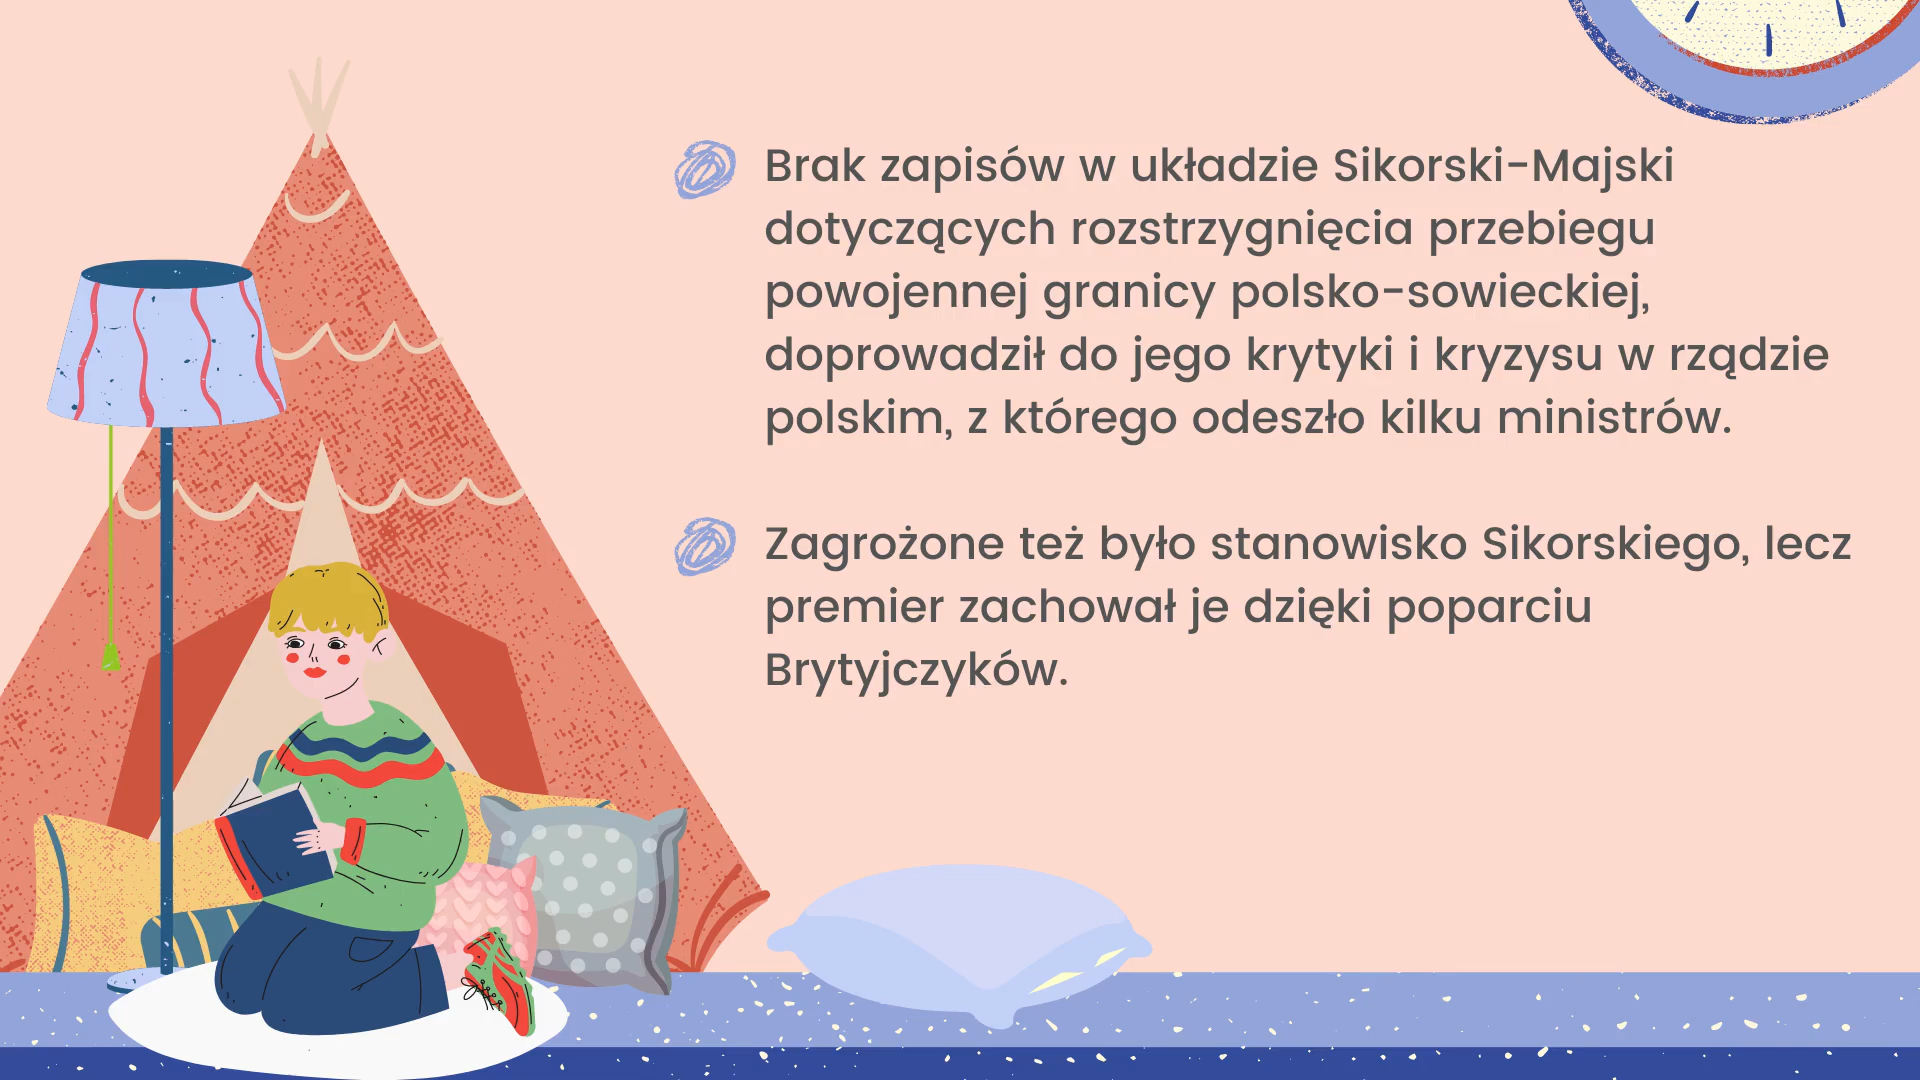 Brak zapisów w układzie Sikorski-Majski
dotyczących rozstrzygnięcia przebiegu
powojennej granicy polsko-sowieckiej,
doprowadził do jego krytyki i kryzysu w rządzie
polskim, z którego odeszło kilku ministrów.
Zagrożone też było stanowisko Sikorskiego, lecz
premier zachował je dzięki poparciu
Brytyjczyków.